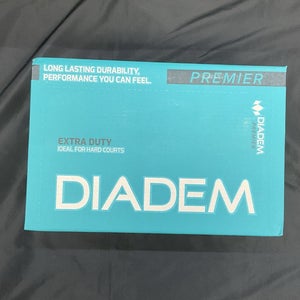 LONG LASTING DURABILITY,
PERFORMANCE YOU CAN FEEL.
PREMIER
DIADEM
EXTRA DUTY
IDEAL FOR HARD COURTS
DIADEM